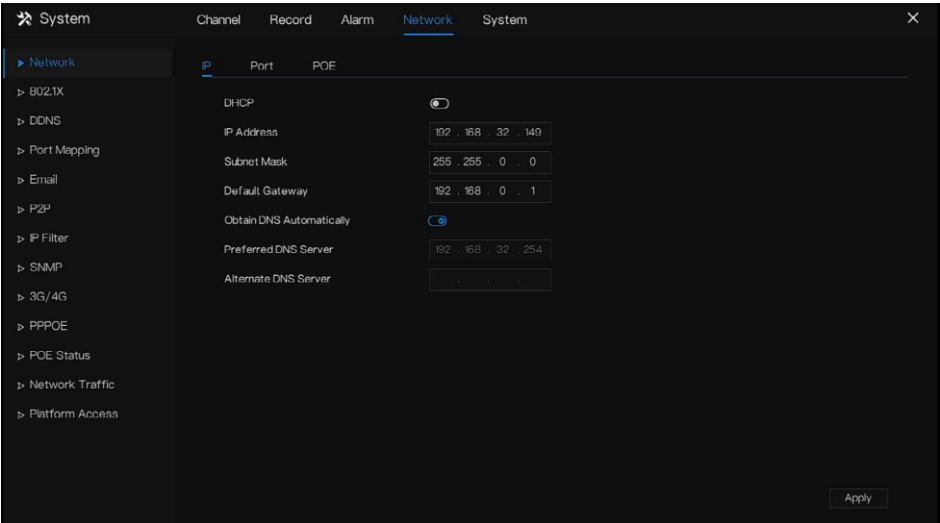 System
Channel Record Alarm Network System
Network
802.1X
DDNS
Port Mapping
Email
P2P
IP Filter
SNMP
3G/4G
PPPOE
POE Status
Network Traffic
Platform Access
IP Port POE
DHCP
IP Address 192 . 168 . 32 . 149
Subnet Mask 255 . 255 . 0 . 0
Default Gateway 192 . 168 . 0 . 1
Obtain DNS Automatically
Preferred DNS Server 192 . 168 . 32 . 254
Alternate DNS Server . . .
Apply